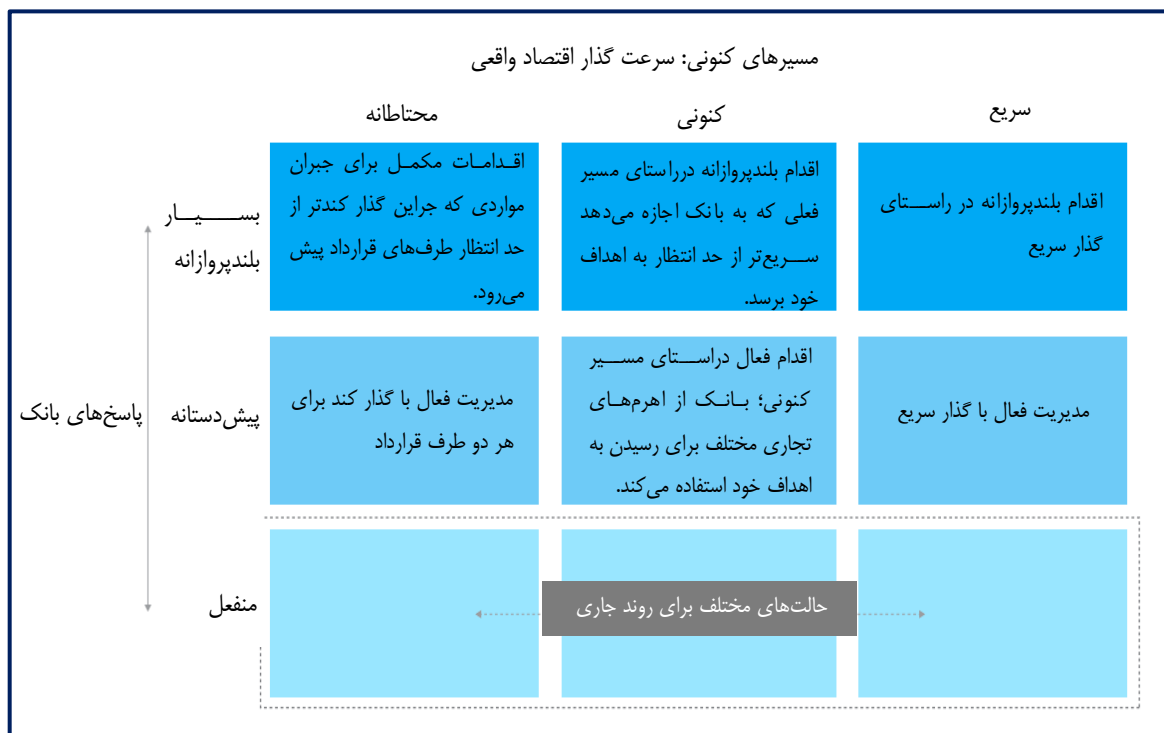 مسیرهای کنونی: سرعت گذار اقتصاد واقعی
سریع
کنونی
محتاطانه
بسیار
بلندپروازانه
اقدام بلندپروازانه در راستای
گذار سریع
اقدام بلندپروازانه درراستای مسیر
فعلی که به بانک اجازه می‌دهد
سریع‌تر از حد انتظار به اهداف
خود برسد.
اقدامات مکمل برای جبران
مواردی که جراین گذار کندتر از
حد انتظار طرف‌های قرارداد پیش
می‌رود.
پاسخ‌های بانک
پیش‌دستانه
مدیریت فعال با گذار سریع
اقدام فعال دراستای مسیر
کنونی؛ بانک از اهرم‌های
تجاری مختلف برای رسیدن به
اهداف خود استفاده می‌کند.
مدیریت فعال با گذار کند برای
هر دو طرف قرارداد
منفعل
حالت‌های مختلف برای روند جاری